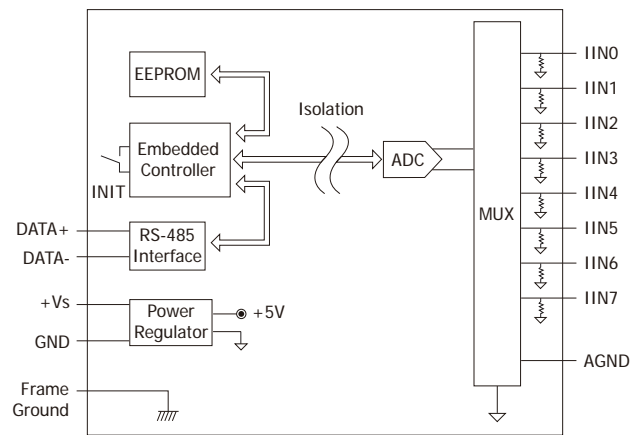 EEPROM
Isolation
Embedded
Controller
INIT
ADC
MUX
IIN0
IIN1
IIN2
IIN3
IIN4
IIN5
IIN6
IIN7
AGND
DATA+
DATA-
RS-485
Interface
+Vs
GND
Power
Regulator
+5V
Frame
Ground